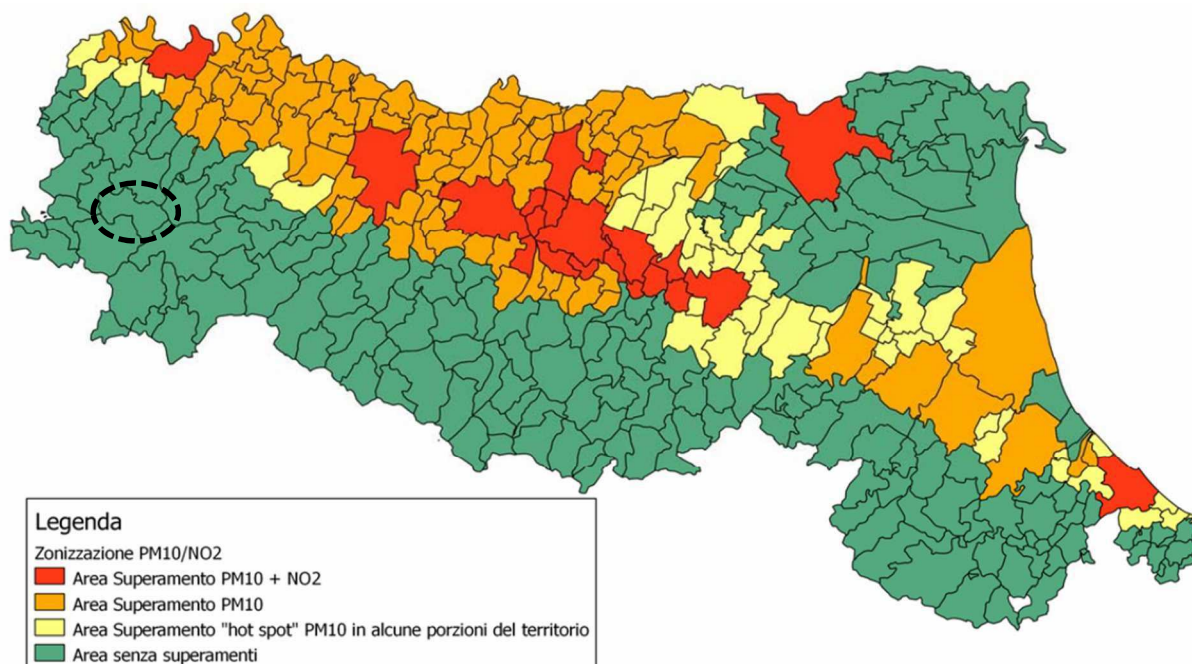 Legenda
Zonizzazione PM10/NO2
Area Superamento PM10 + NO2
Area Superamento PM10
Area Superamento "hot spot" PM10 in alcune porzioni del territorio
Area senza superamenti